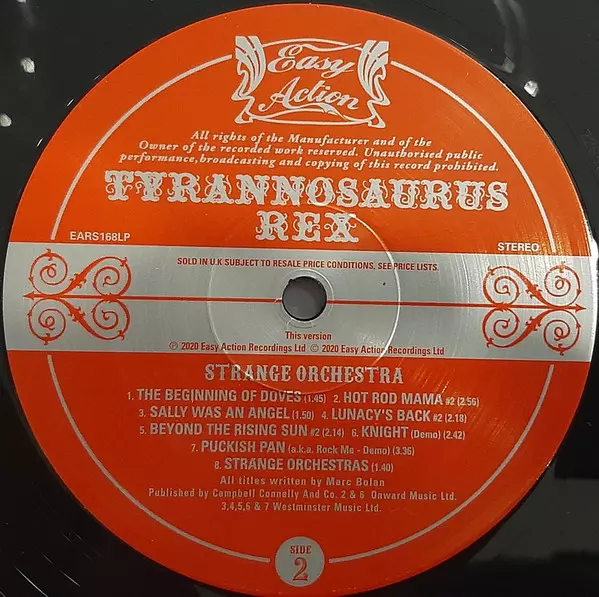 Easy
Action
All rights of the Manufacturer and of the
Owner of the recorded work reserved. Unauthorised public
performance, broadcasting and copying of this record prohibited.
TYRANNOSAURUS
REX
EARS168LP
STEREO
SOLD IN U.K SUBJECT TO RESALE PRICE CONDITIONS, SEE PRICE LISTS
This version
℗ 2020 Easy Action Recordings Ltd © 2020 Easy Action Recordings Ltd
STRANGE ORCHESTRA
1. THE BEGINNING OF DOVES (1.45) 2. HOT ROD MAMA #2 (2.56)
3. SALLY WAS AN ANGEL (1.50) 4. LUNACY'S BACK #2 (2.18)
5. BEYOND THE RISING SUN #2 (2.14) 6. KNIGHT (Demo) (2.42)
7. PUCKISH PAN (a.k.a. Rock Me - Demo) (3.36)
8. STRANGE ORCHESTRAS (1.40)
All titles written by Marc Bolan
Published by Campbell Connelly And Co. 2 & 6 Onward Music Ltd.
3,4,5,6 & 7 Westminster Music Ltd.
SIDE
2